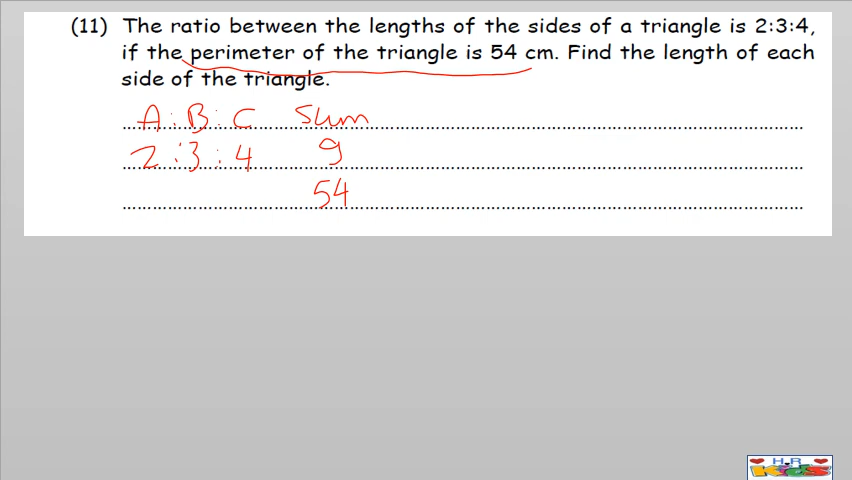 (11) The ratio between the lengths of the sides of a triangle is 2:3:4,
if the perimeter of the triangle is 54 cm. Find the length of each
side of the triangle.
A : B : C Sum
2 : 3 : 4 9
54
H.R
KidS